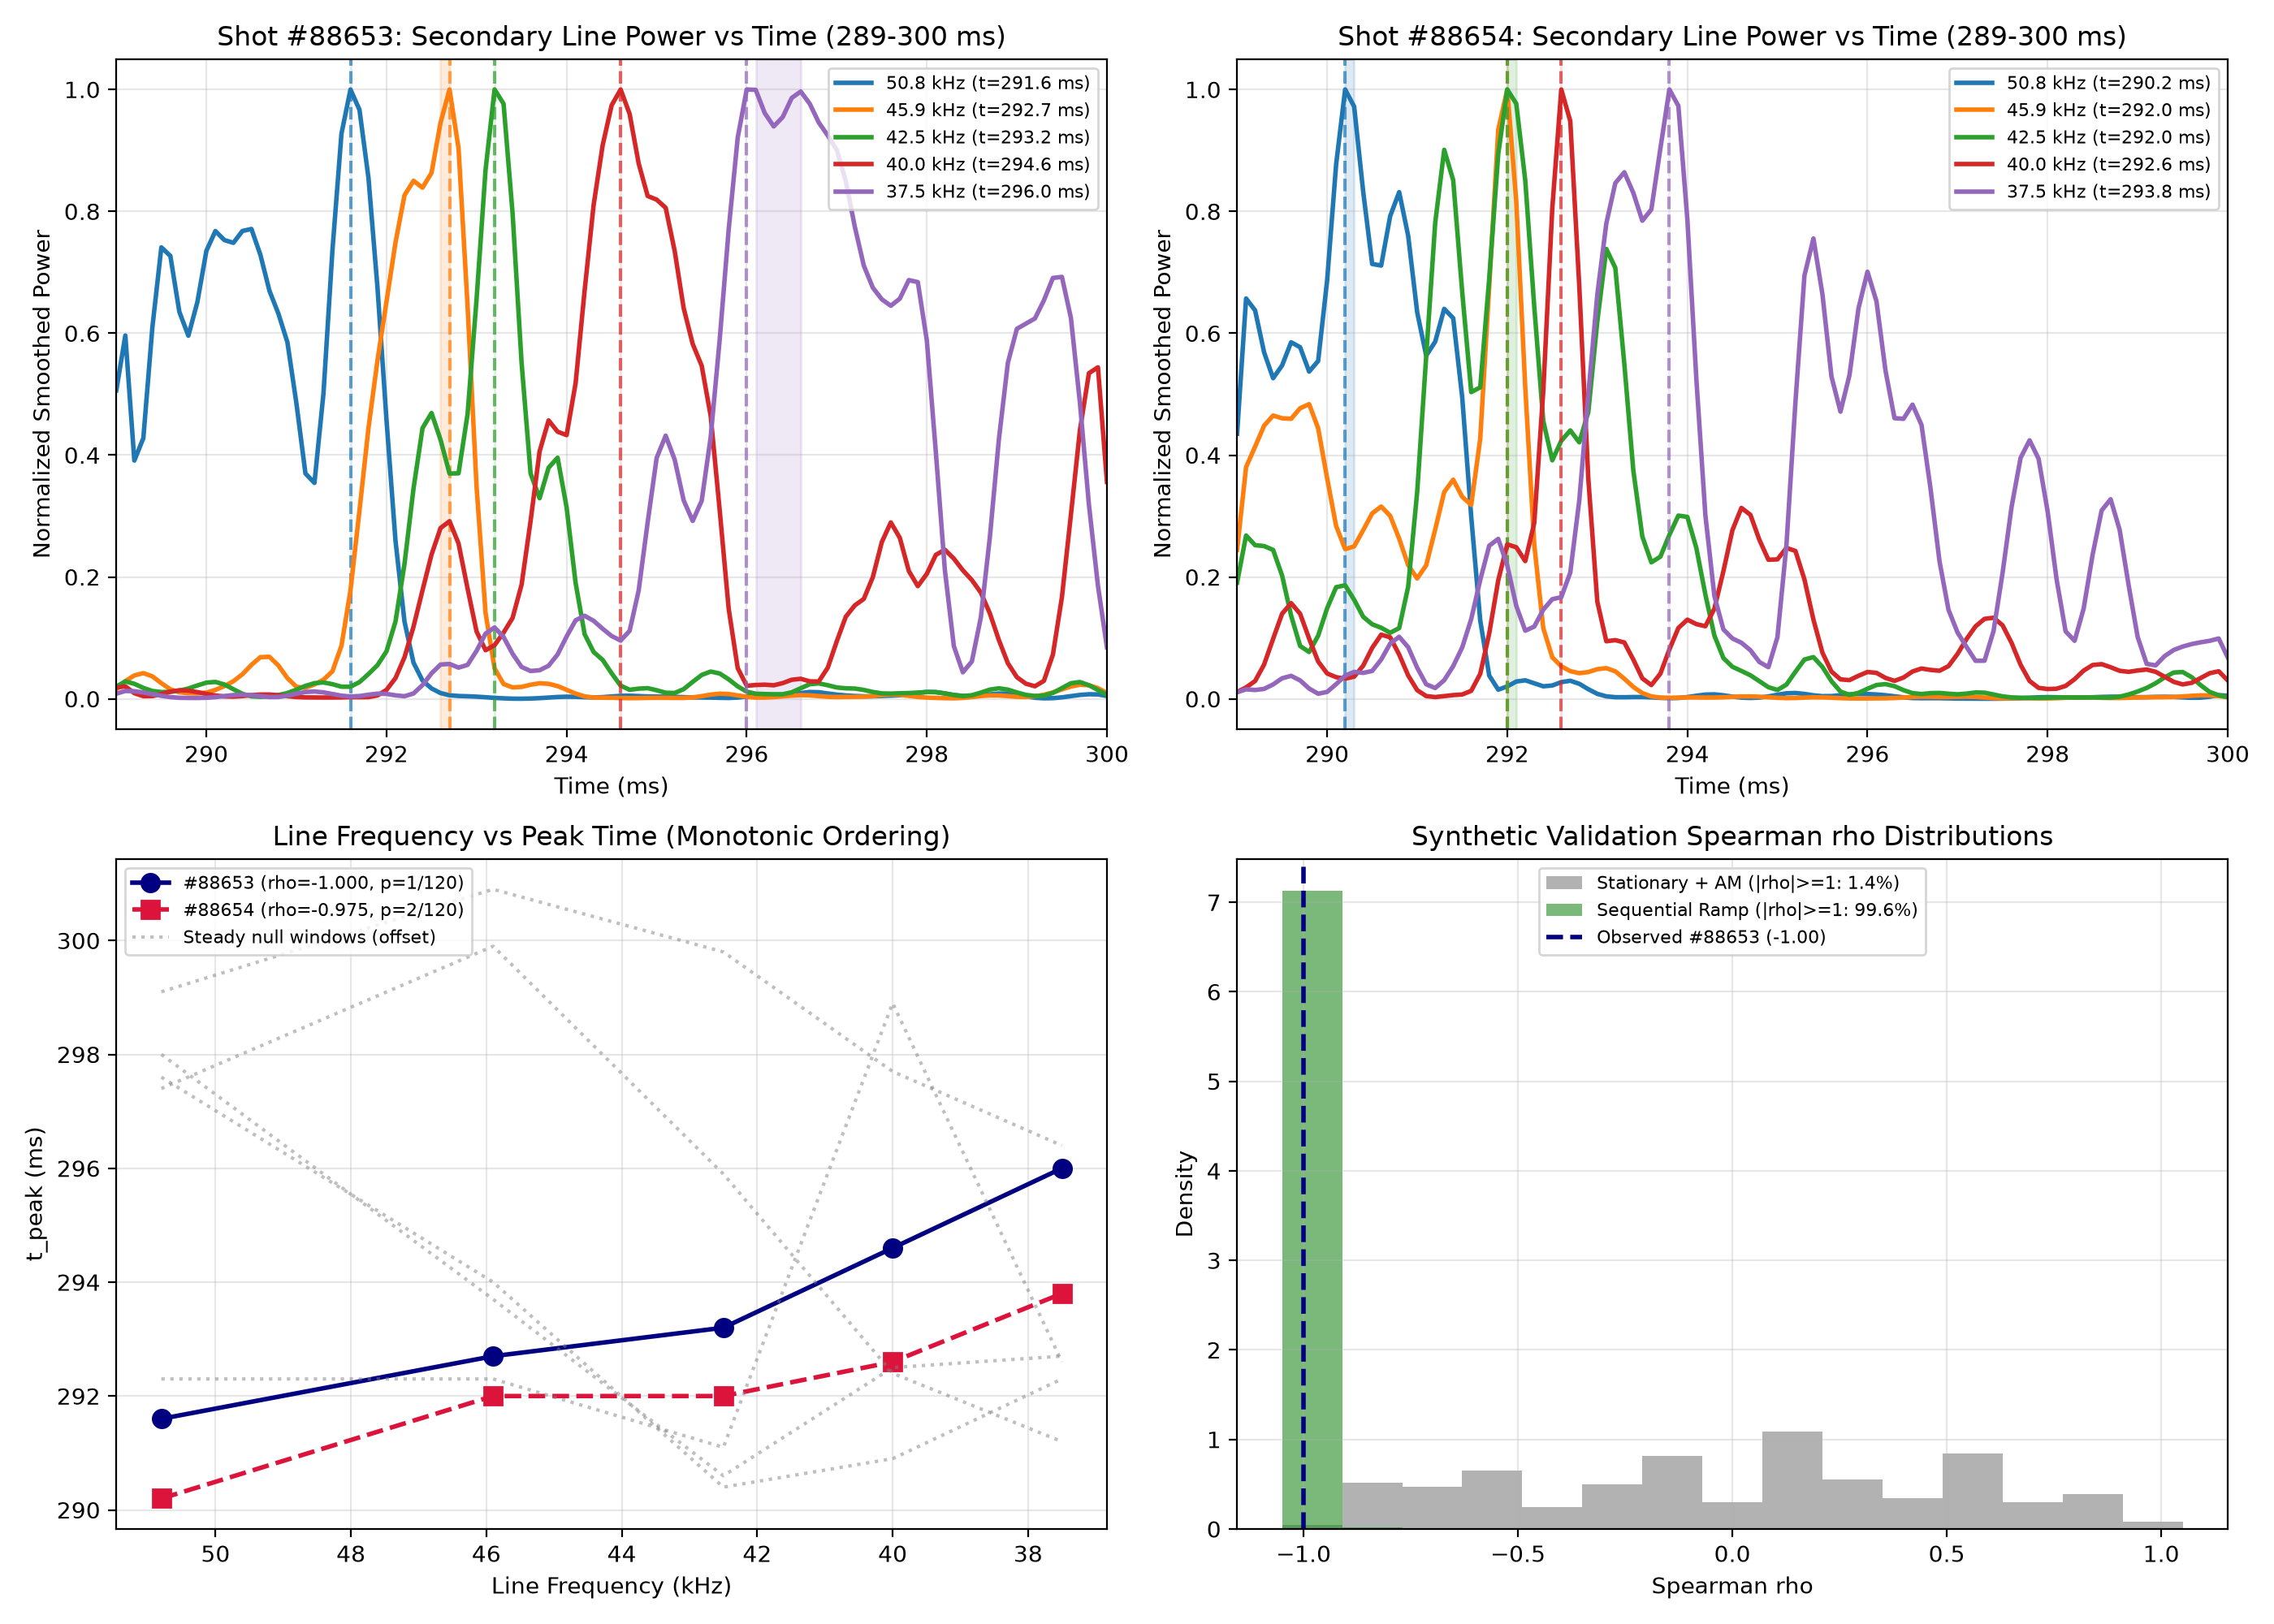 Shot #88653: Secondary Line Power vs Time (289-300 ms)
Normalized Smoothed Power
1.0
0.8
0.6
0.4
0.2
0.0
50.8 kHz (t=291.6 ms)
45.9 kHz (t=292.7 ms)
42.5 kHz (t=293.2 ms)
40.0 kHz (t=294.6 ms)
37.5 kHz (t=296.0 ms)
290 292 294 296 298 300
Time (ms)
Shot #88654: Secondary Line Power vs Time (289-300 ms)
Normalized Smoothed Power
1.0
0.8
0.6
0.4
0.2
0.0
50.8 kHz (t=290.2 ms)
45.9 kHz (t=292.0 ms)
42.5 kHz (t=292.0 ms)
40.0 kHz (t=292.6 ms)
37.5 kHz (t=293.8 ms)
290 292 294 296 298 300
Time (ms)
Line Frequency vs Peak Time (Monotonic Ordering)
t_peak (ms)
300
298
296
294
292
290
#88653 (rho=-1.000, p=1/120)
#88654 (rho=-0.975, p=2/120)
Steady null windows (offset)
50 48 46 44 42 40 38
Line Frequency (kHz)
Synthetic Validation Spearman rho Distributions
Density
7
6
5
4
3
2
1
0
Stationary + AM (|rho|>=1: 1.4%)
Sequential Ramp (|rho|>=1: 99.6%)
Observed #88653 (-1.00)
−1.0 −0.5 0.0 0.5 1.0
Spearman rho